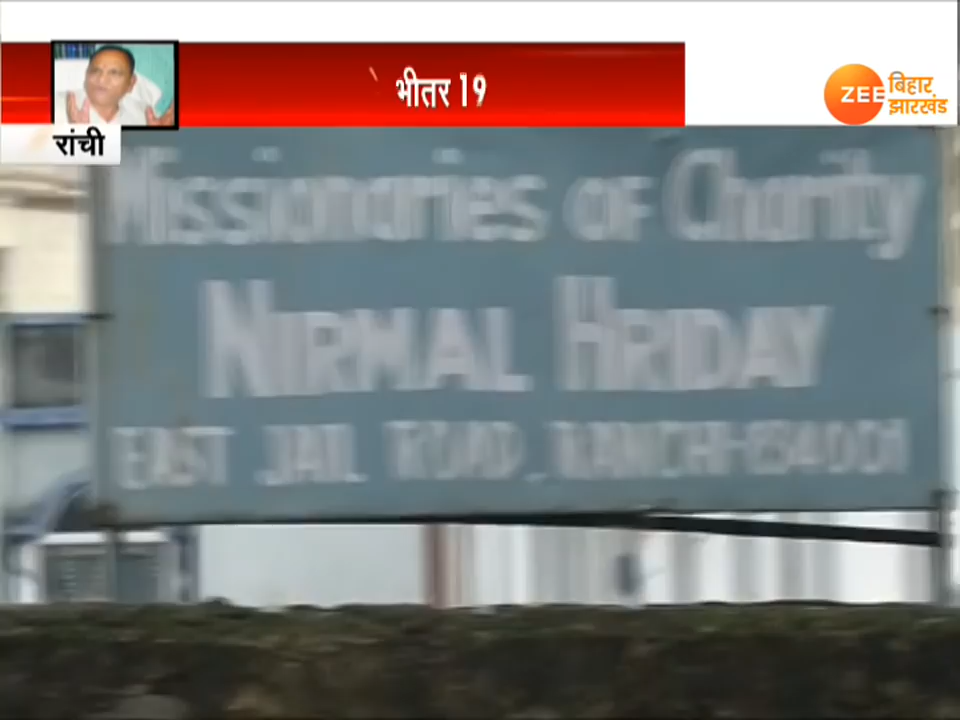 भीतर 19
ZEE बिहार
झारखंड
रांची
Missionaries of Charity
NIRMAL HRIDAY
EAST JAIL ROAD, RANCHI-834001